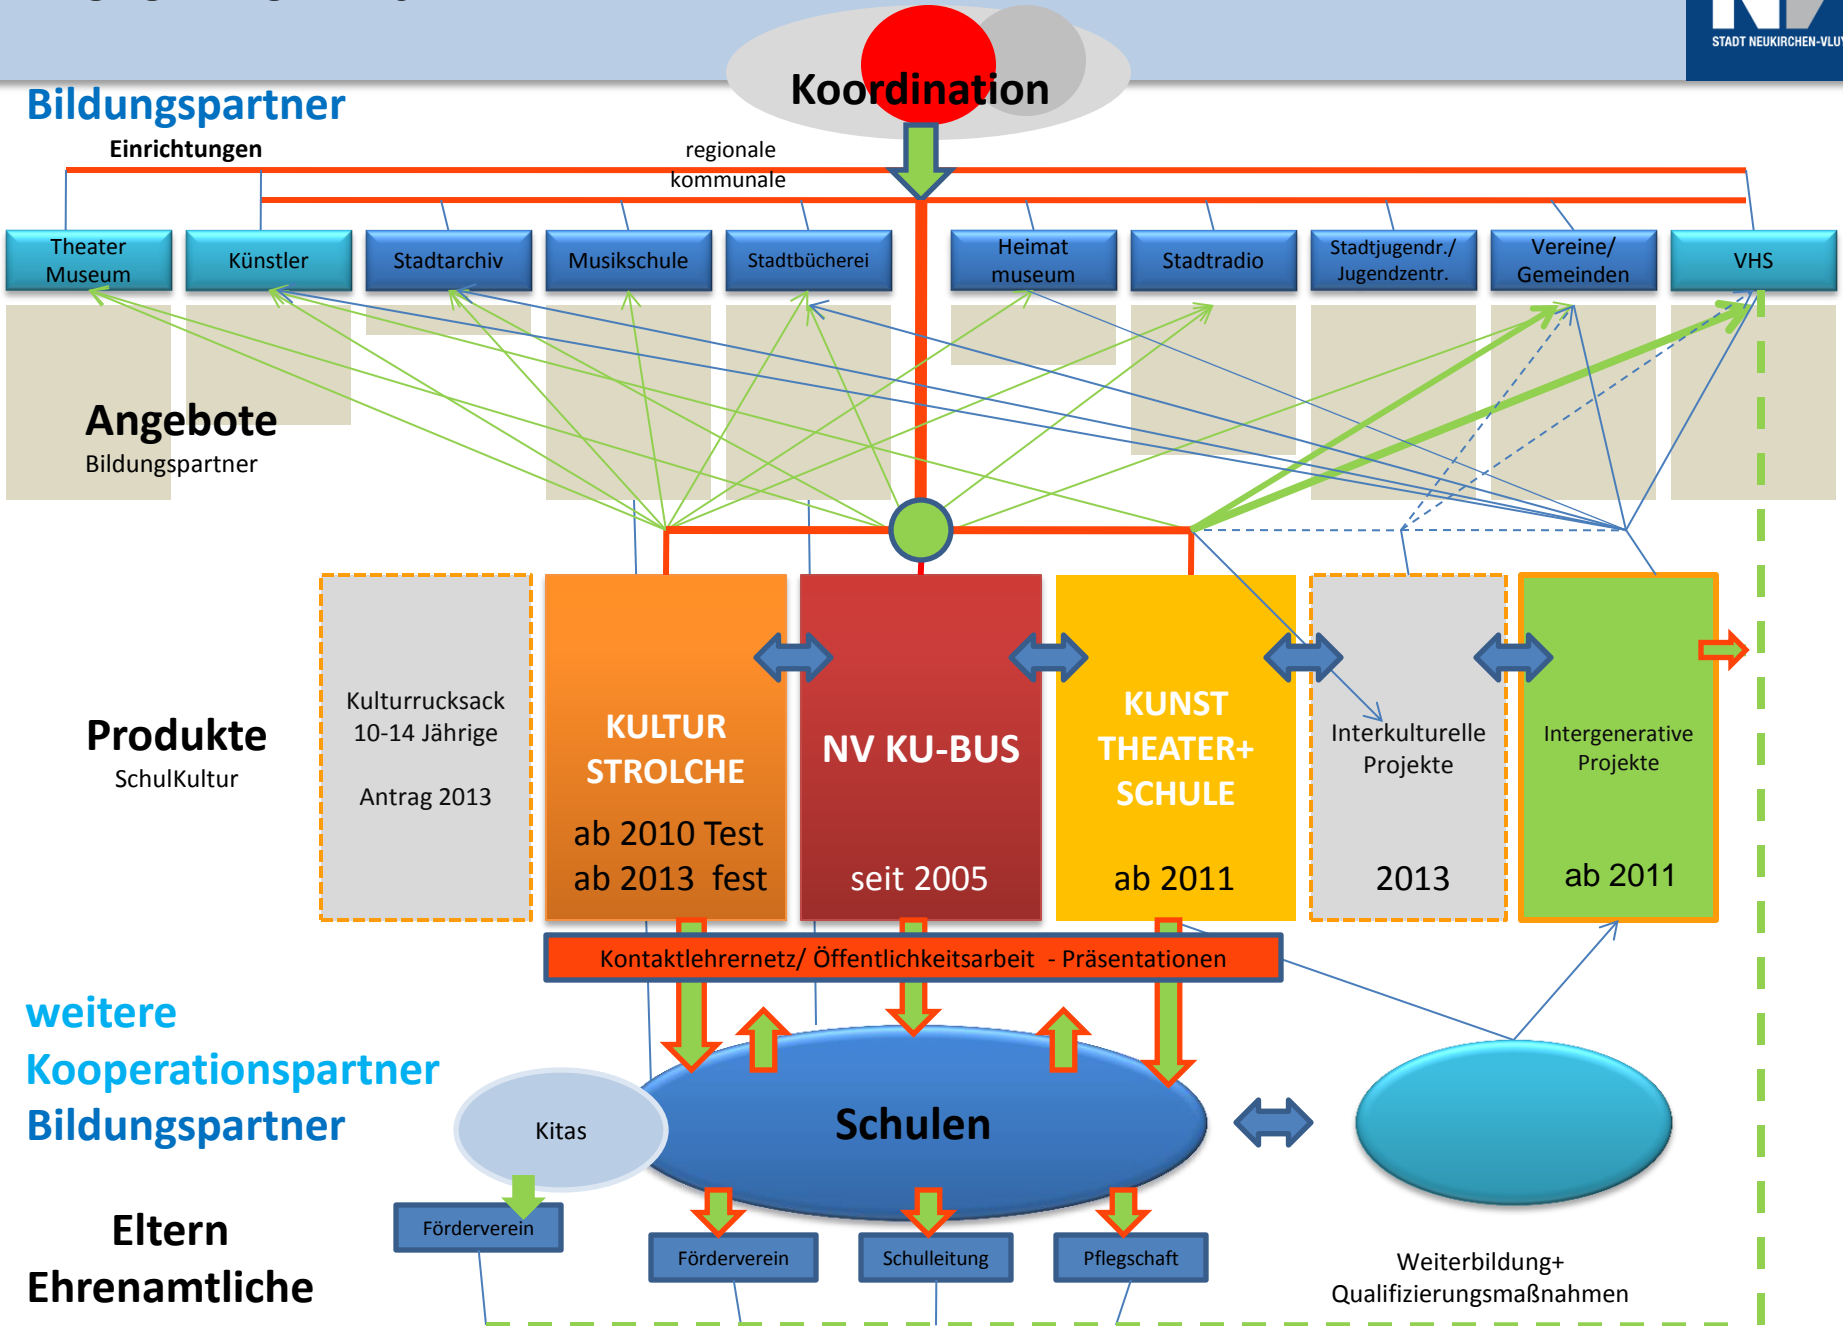 STADT NEUKIRCHEN-VLUY
Koordination
Bildungspartner
Einrichtungen
regionale
kommunale
Theater
Museum
Künstler
Stadtarchiv
Musikschule
Stadtbücherei
Heimat
museum
Stadtradio
Stadtjugendr./
Jugendzentr.
Vereine/
Gemeinden
VHS
Angebote
Bildungspartner
Produkte
SchulKultur
Kulturrucksack
10-14 Jährige
Antrag 2013
KULTUR
STROLCHE
ab 2010 Test
ab 2013 fest
NV KU-BUS
seit 2005
KUNST
THEATER+
SCHULE
ab 2011
Interkulturelle
Projekte
2013
Intergenerative
Projekte
ab 2011
Kontaktlehrernetz/ Öffentlichkeitsarbeit - Präsentationen
weitere
Kooperationspartner
Bildungspartner
Kitas
Schulen
Eltern
Ehrenamtliche
Förderverein
Förderverein
Schulleitung
Pflegschaft
Weiterbildung+
Qualifizierungsmaßnahmen